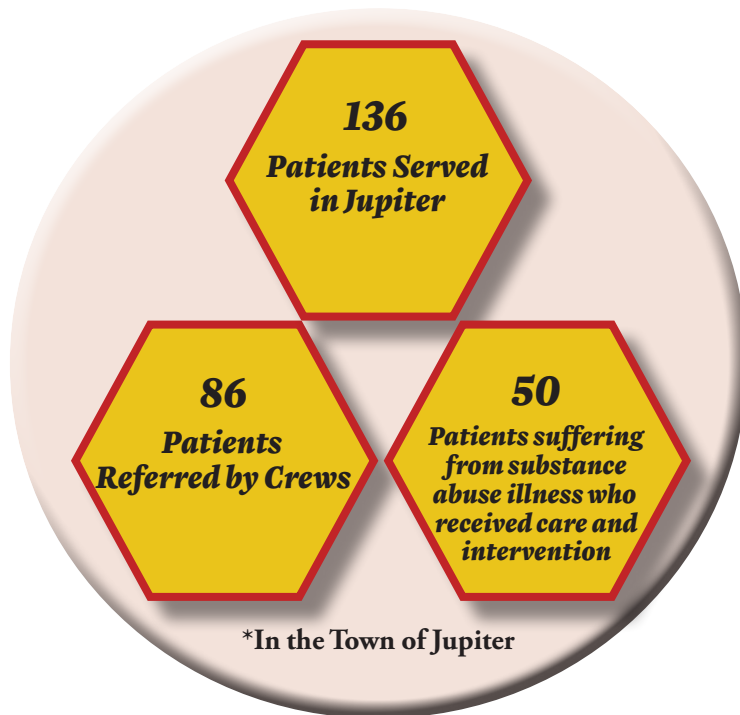 136
Patients Served
in Jupiter
86
Patients
Referred by Crews
50
Patients suffering
from substance
abuse illness who
received care and
intervention
*In the Town of Jupiter